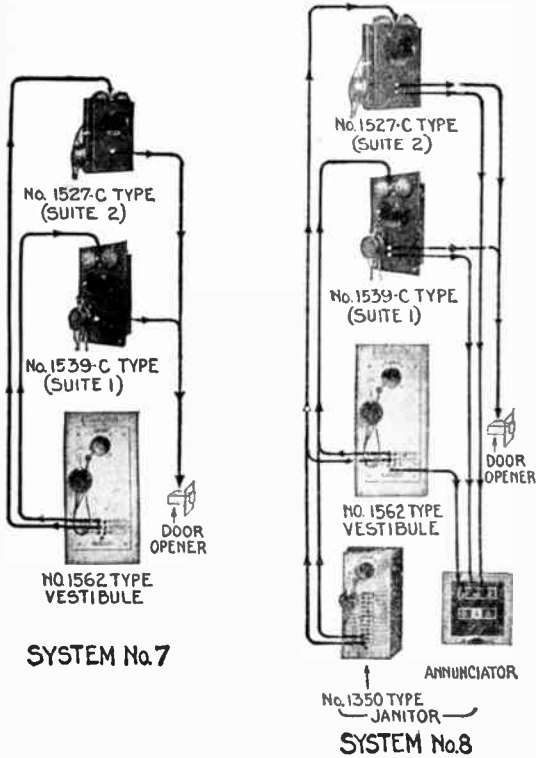 No. 1527-C TYPE
(SUITE 2)
No. 1539-C TYPE
(SUITE 1)
DOOR
OPENER
NO. 1562 TYPE
VESTIBULE
SYSTEM No. 7
No. 1527-C TYPE
(SUITE 2)
No. 1539-C TYPE
(SUITE 1)
DOOR
OPENER
NO. 1562 TYPE
VESTIBULE
ANNUNCIATOR
No. 1350 TYPE
JANITOR
SYSTEM No. 8